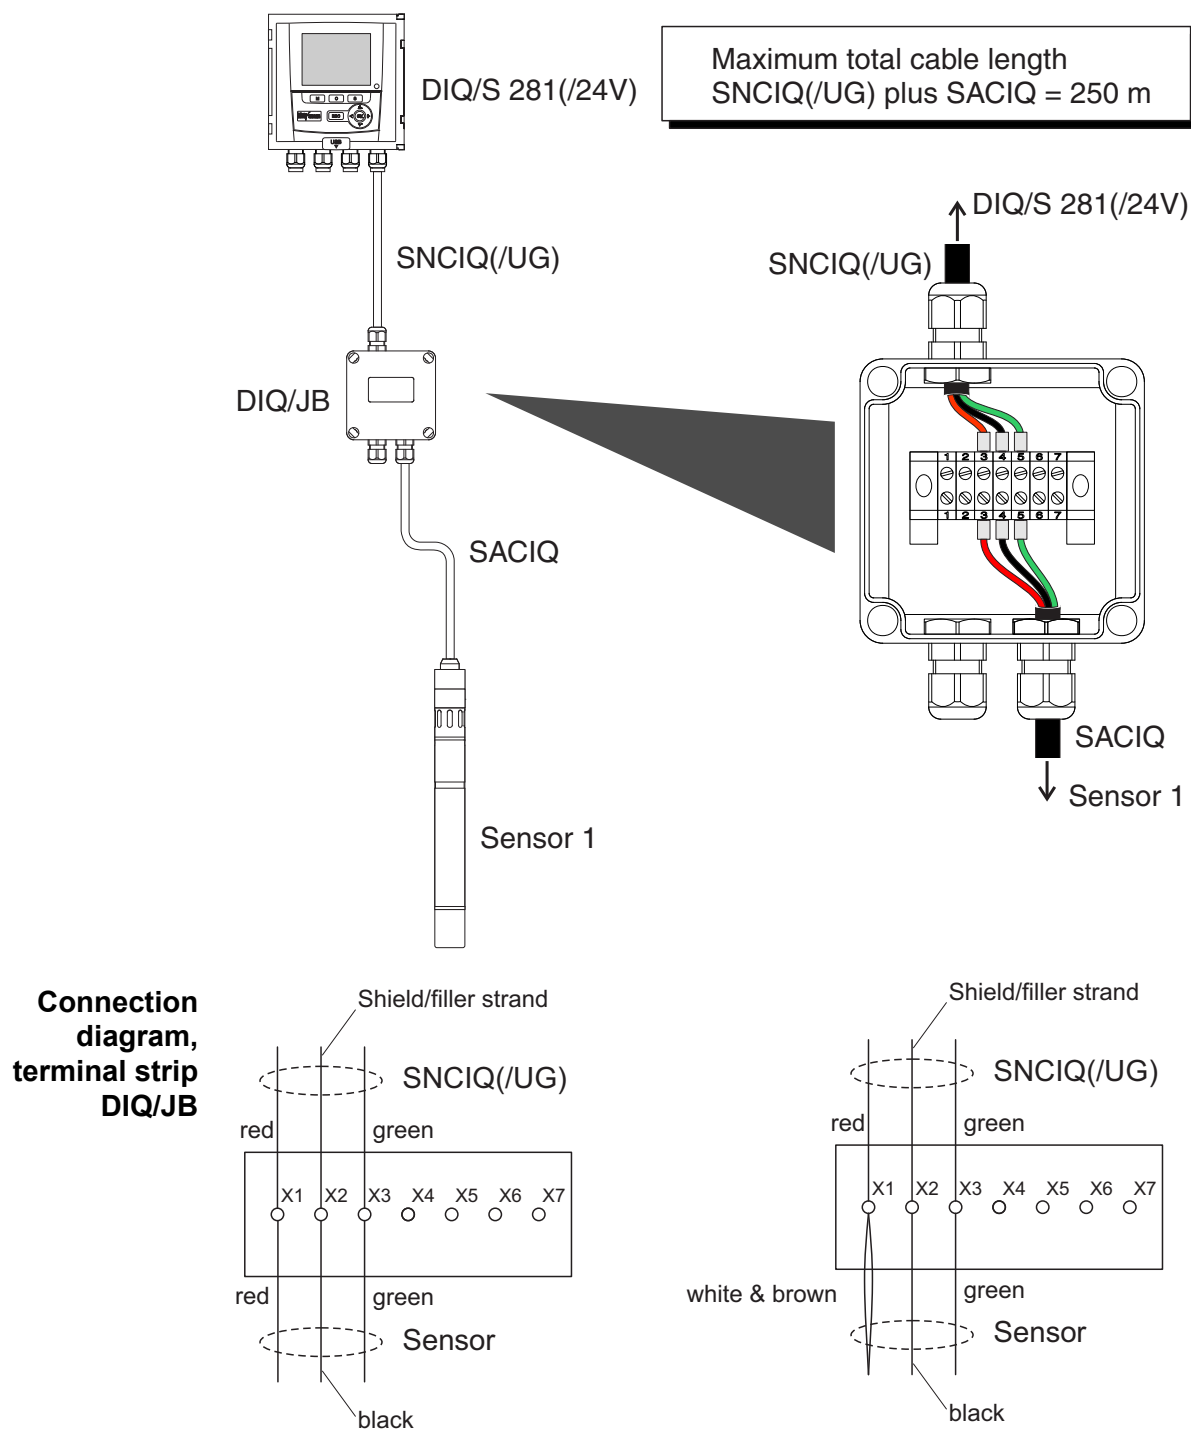 DIQ/S 281(/24V)
Maximum total cable length
SNCIQ(/UG) plus SACIQ = 250 m
M C S
ESC
OK
USB
DIQ/S 281(/24V)
SNCIQ(/UG)
SNCIQ(/UG)
DIQ/JB
1 2 3 4 5 6 7
1 2 3 4 5 6 7
SACIQ
SACIQ
Sensor 1
Sensor 1
Connection
diagram,
terminal strip
DIQ/JB
Shield/filler strand
SNCIQ(/UG)
red
green
X1 X2 X3 X4 X5 X6 X7
red
green
Sensor
black
Shield/filler strand
SNCIQ(/UG)
red
green
X1 X2 X3 X4 X5 X6 X7
white & brown
green
Sensor
black